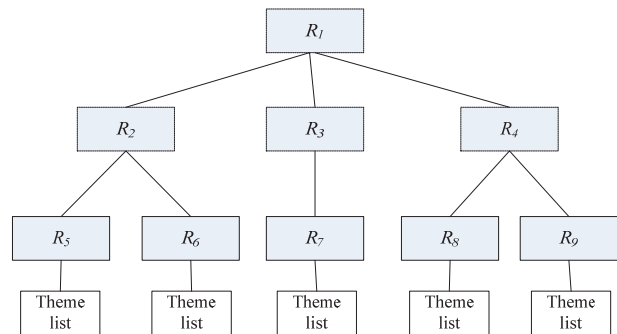 R1
R2 R3 R4
R5 R6 R7 R8 R9
Theme Theme Theme Theme Theme
list list list list list